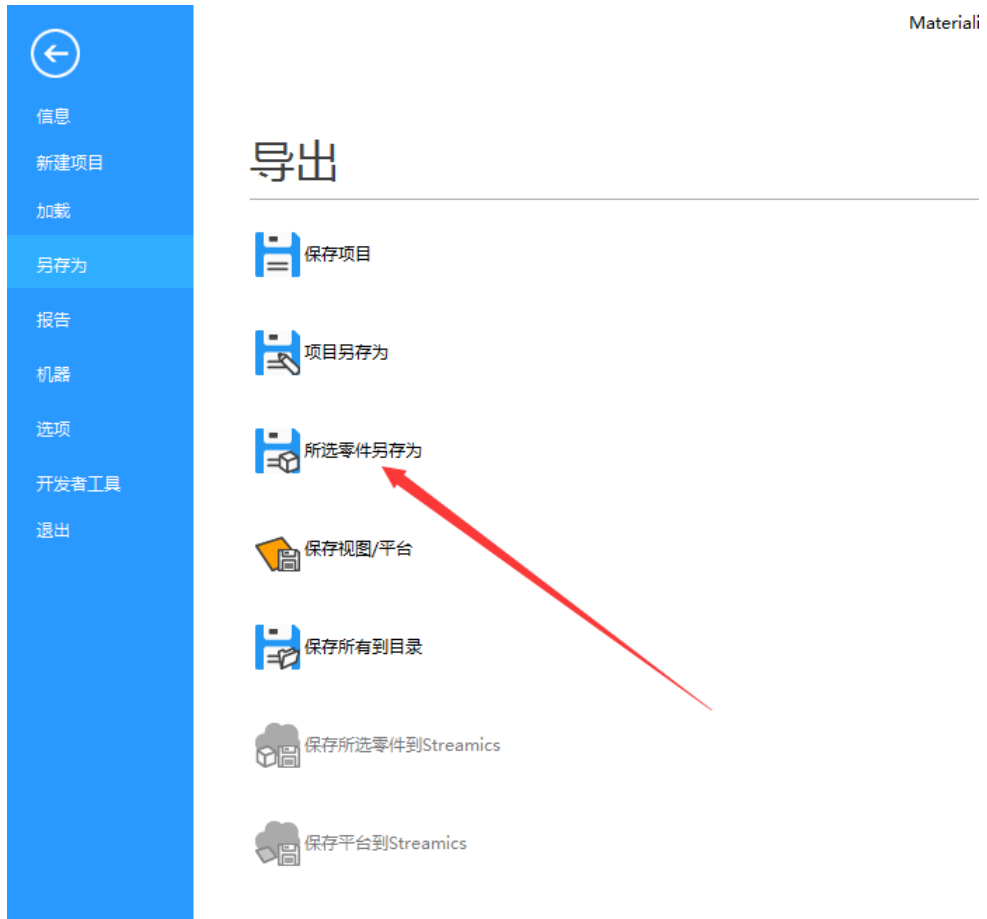 Materiali
信息
新建项目
加载
另存为
报告
机器
选项
开发者工具
退出
导出
保存项目
项目另存为
所选零件另存为
保存视图/平台
保存所有到目录
保存所选零件到Streamics
保存平台到Streamics